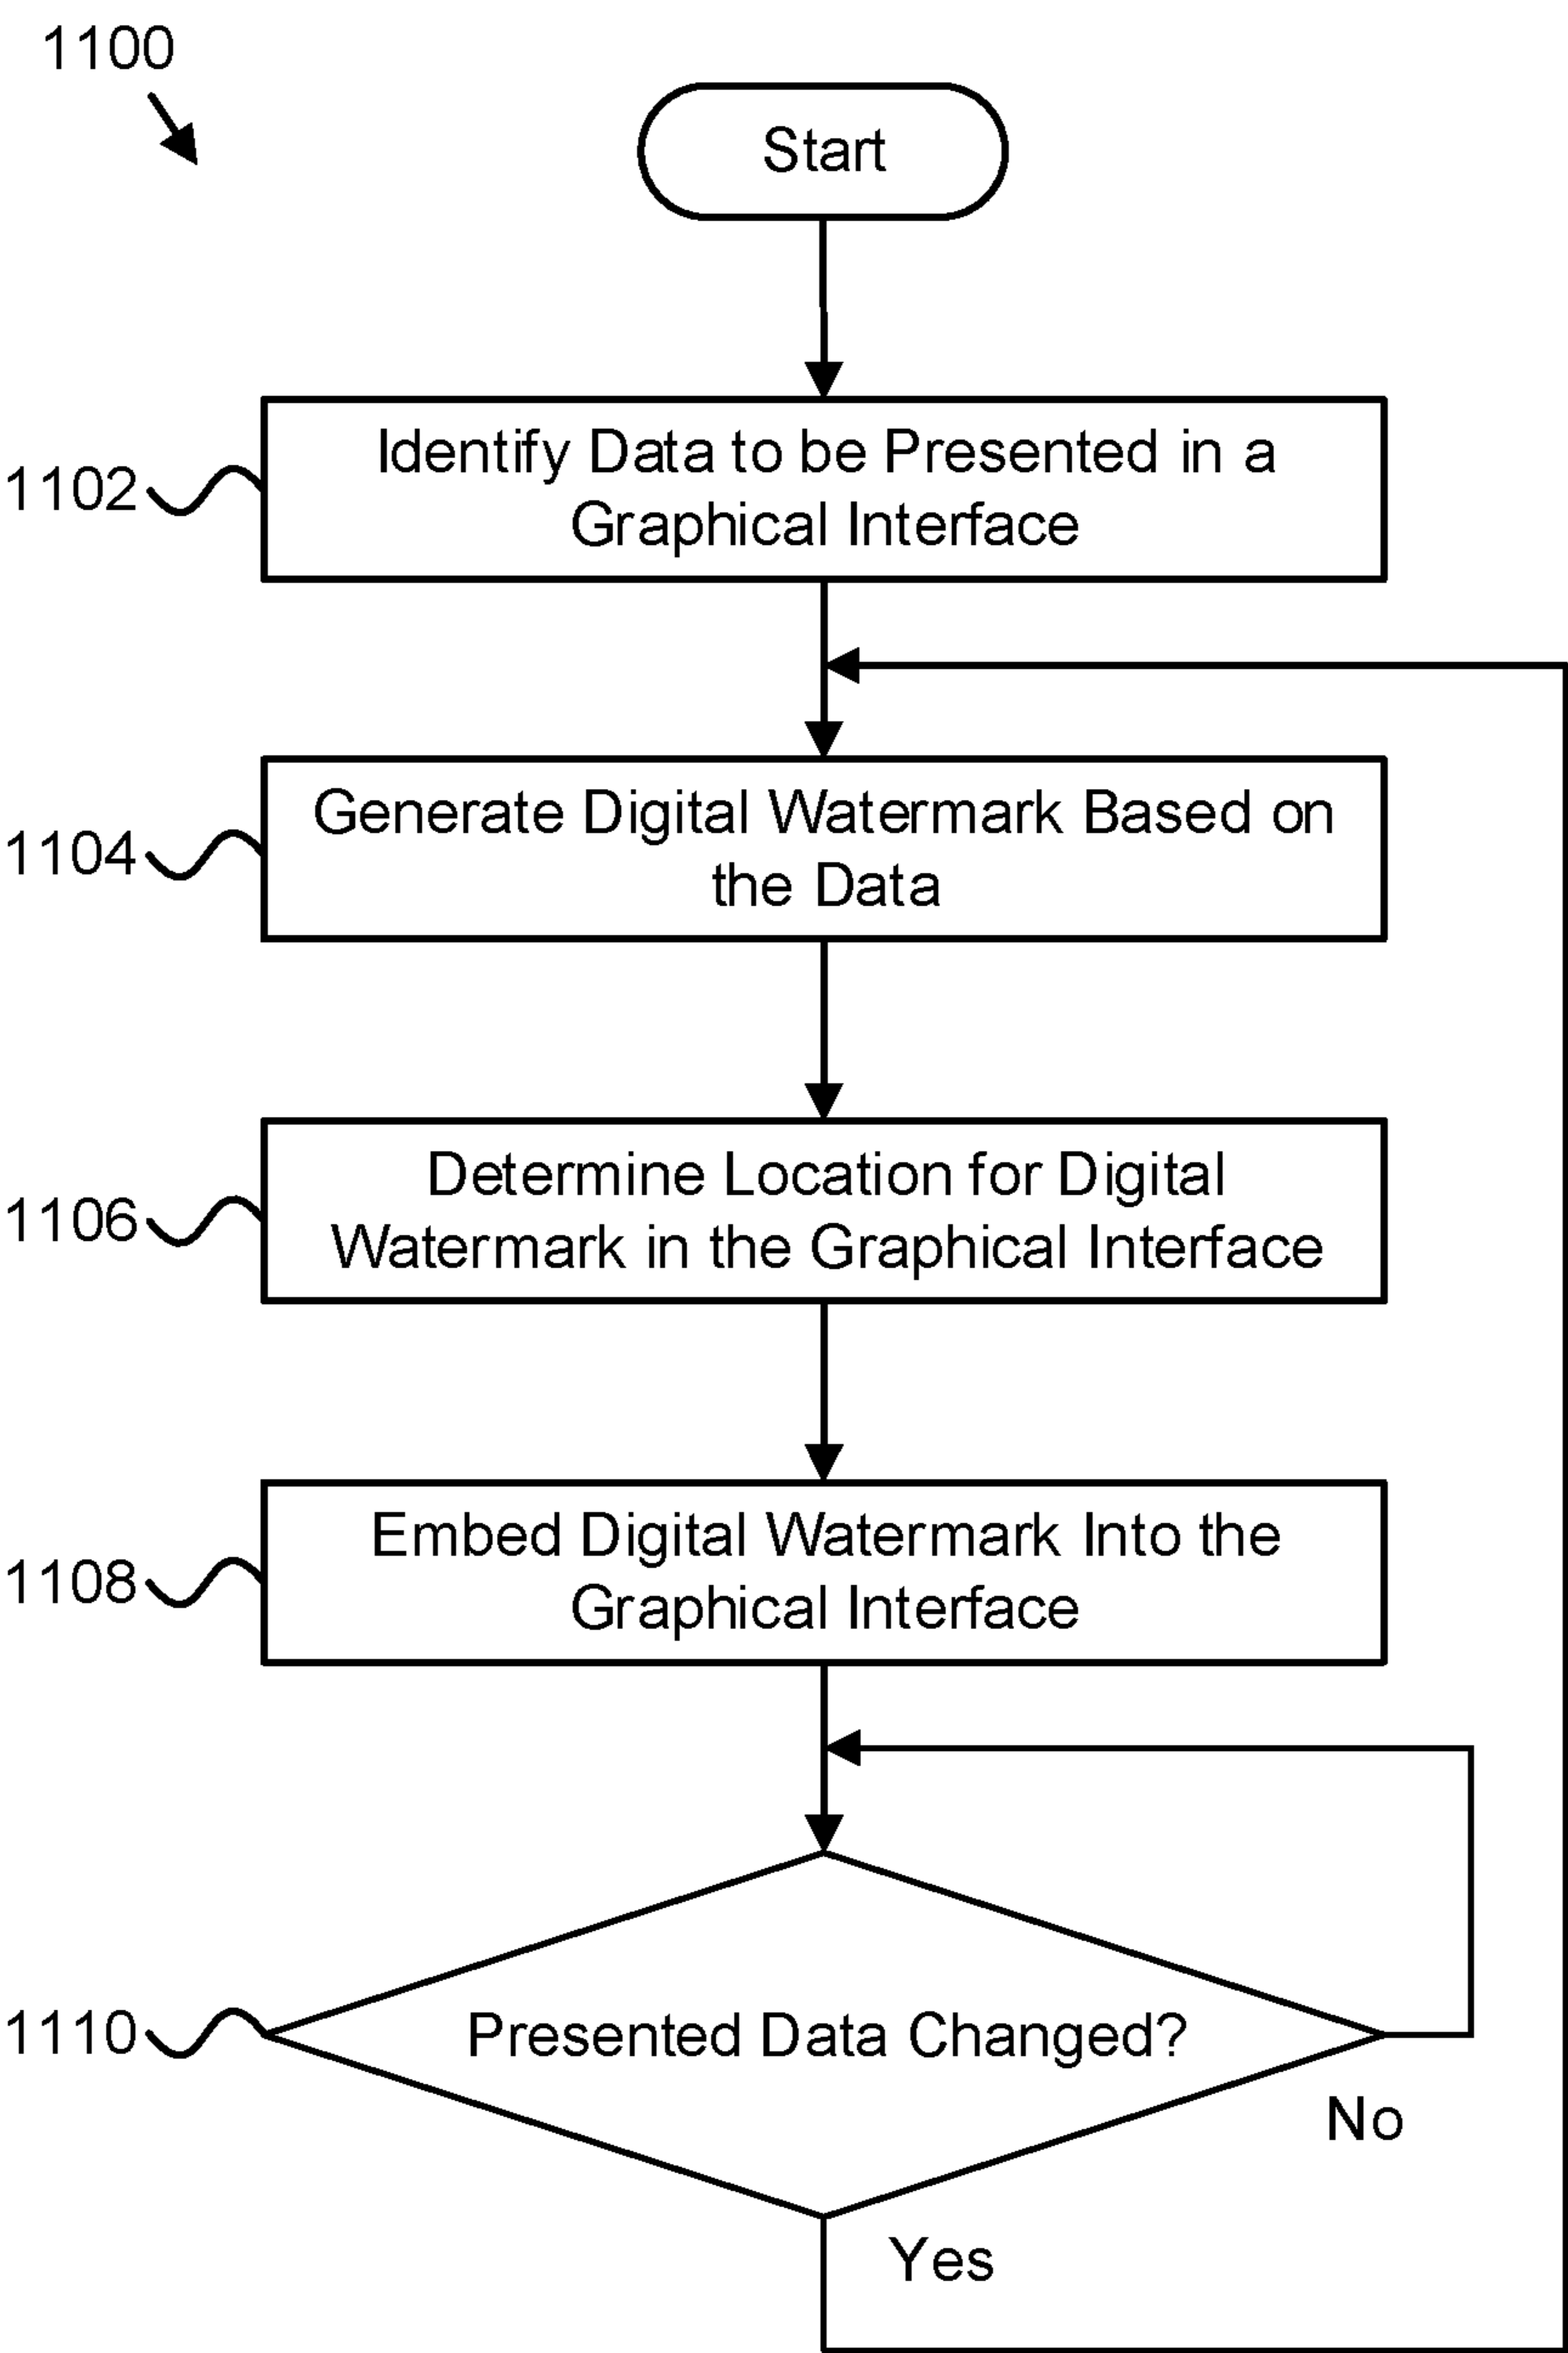 1100
Start
1102
Identify Data to be Presented in a
Graphical Interface
1104
Generate Digital Watermark Based on
the Data
1106
Determine Location for Digital
Watermark in the Graphical Interface
1108
Embed Digital Watermark Into the
Graphical Interface
1110
Presented Data Changed?
No
Yes